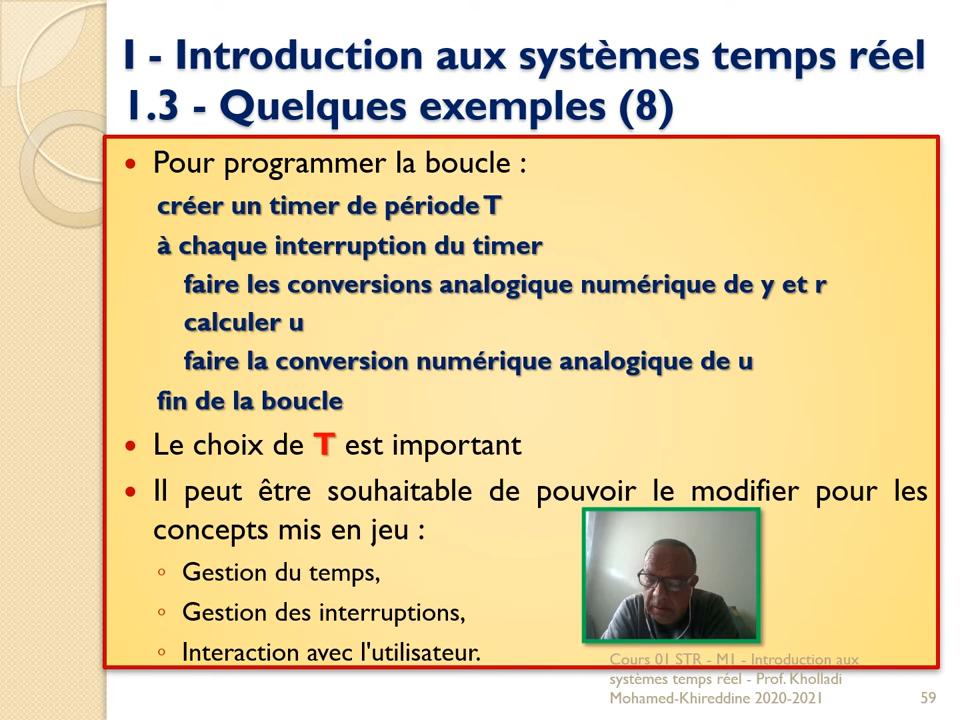 I - Introduction aux systèmes temps réel
1.3 - Quelques exemples (8)
• Pour programmer la boucle :
créer un timer de période T
à chaque interruption du timer
faire les conversions analogique numérique de y et r
calculer u
faire la conversion numérique analogique de u
fin de la boucle
• Le choix de T est important
• Il peut être souhaitable de pouvoir le modifier pour les
concepts mis en jeu :
◦ Gestion du temps,
◦ Gestion des interruptions,
◦ Interaction avec l'utilisateur.
Cours 01 STR - M1 - Introduction aux
systèmes temps réel - Prof. Kholladi
Mohamed-Khireddine 2020-2021
59